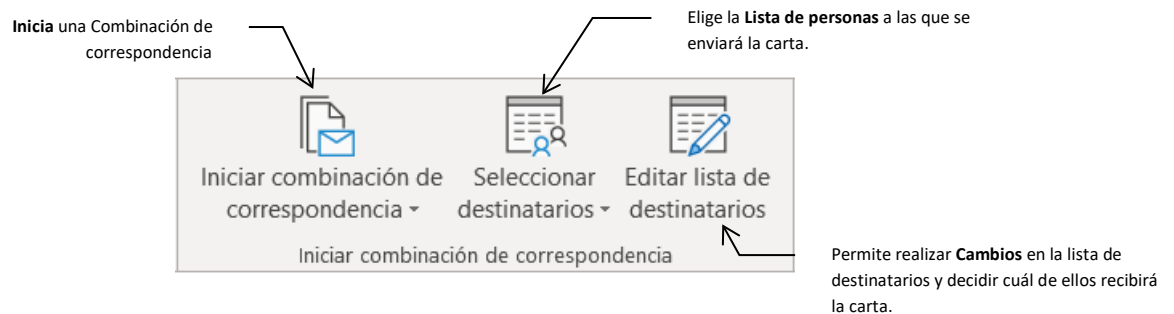 Inicia una Combinación de
correspondencia
Elige la Lista de personas a las que se
enviará la carta.
Iniciar combinación de
correspondencia
Seleccionar
destinatarios
Editar lista de
destinatarios
Iniciar combinación de correspondencia
Permite realizar Cambios en la lista de
destinatarios y decidir cuál de ellos recibirá
la carta.